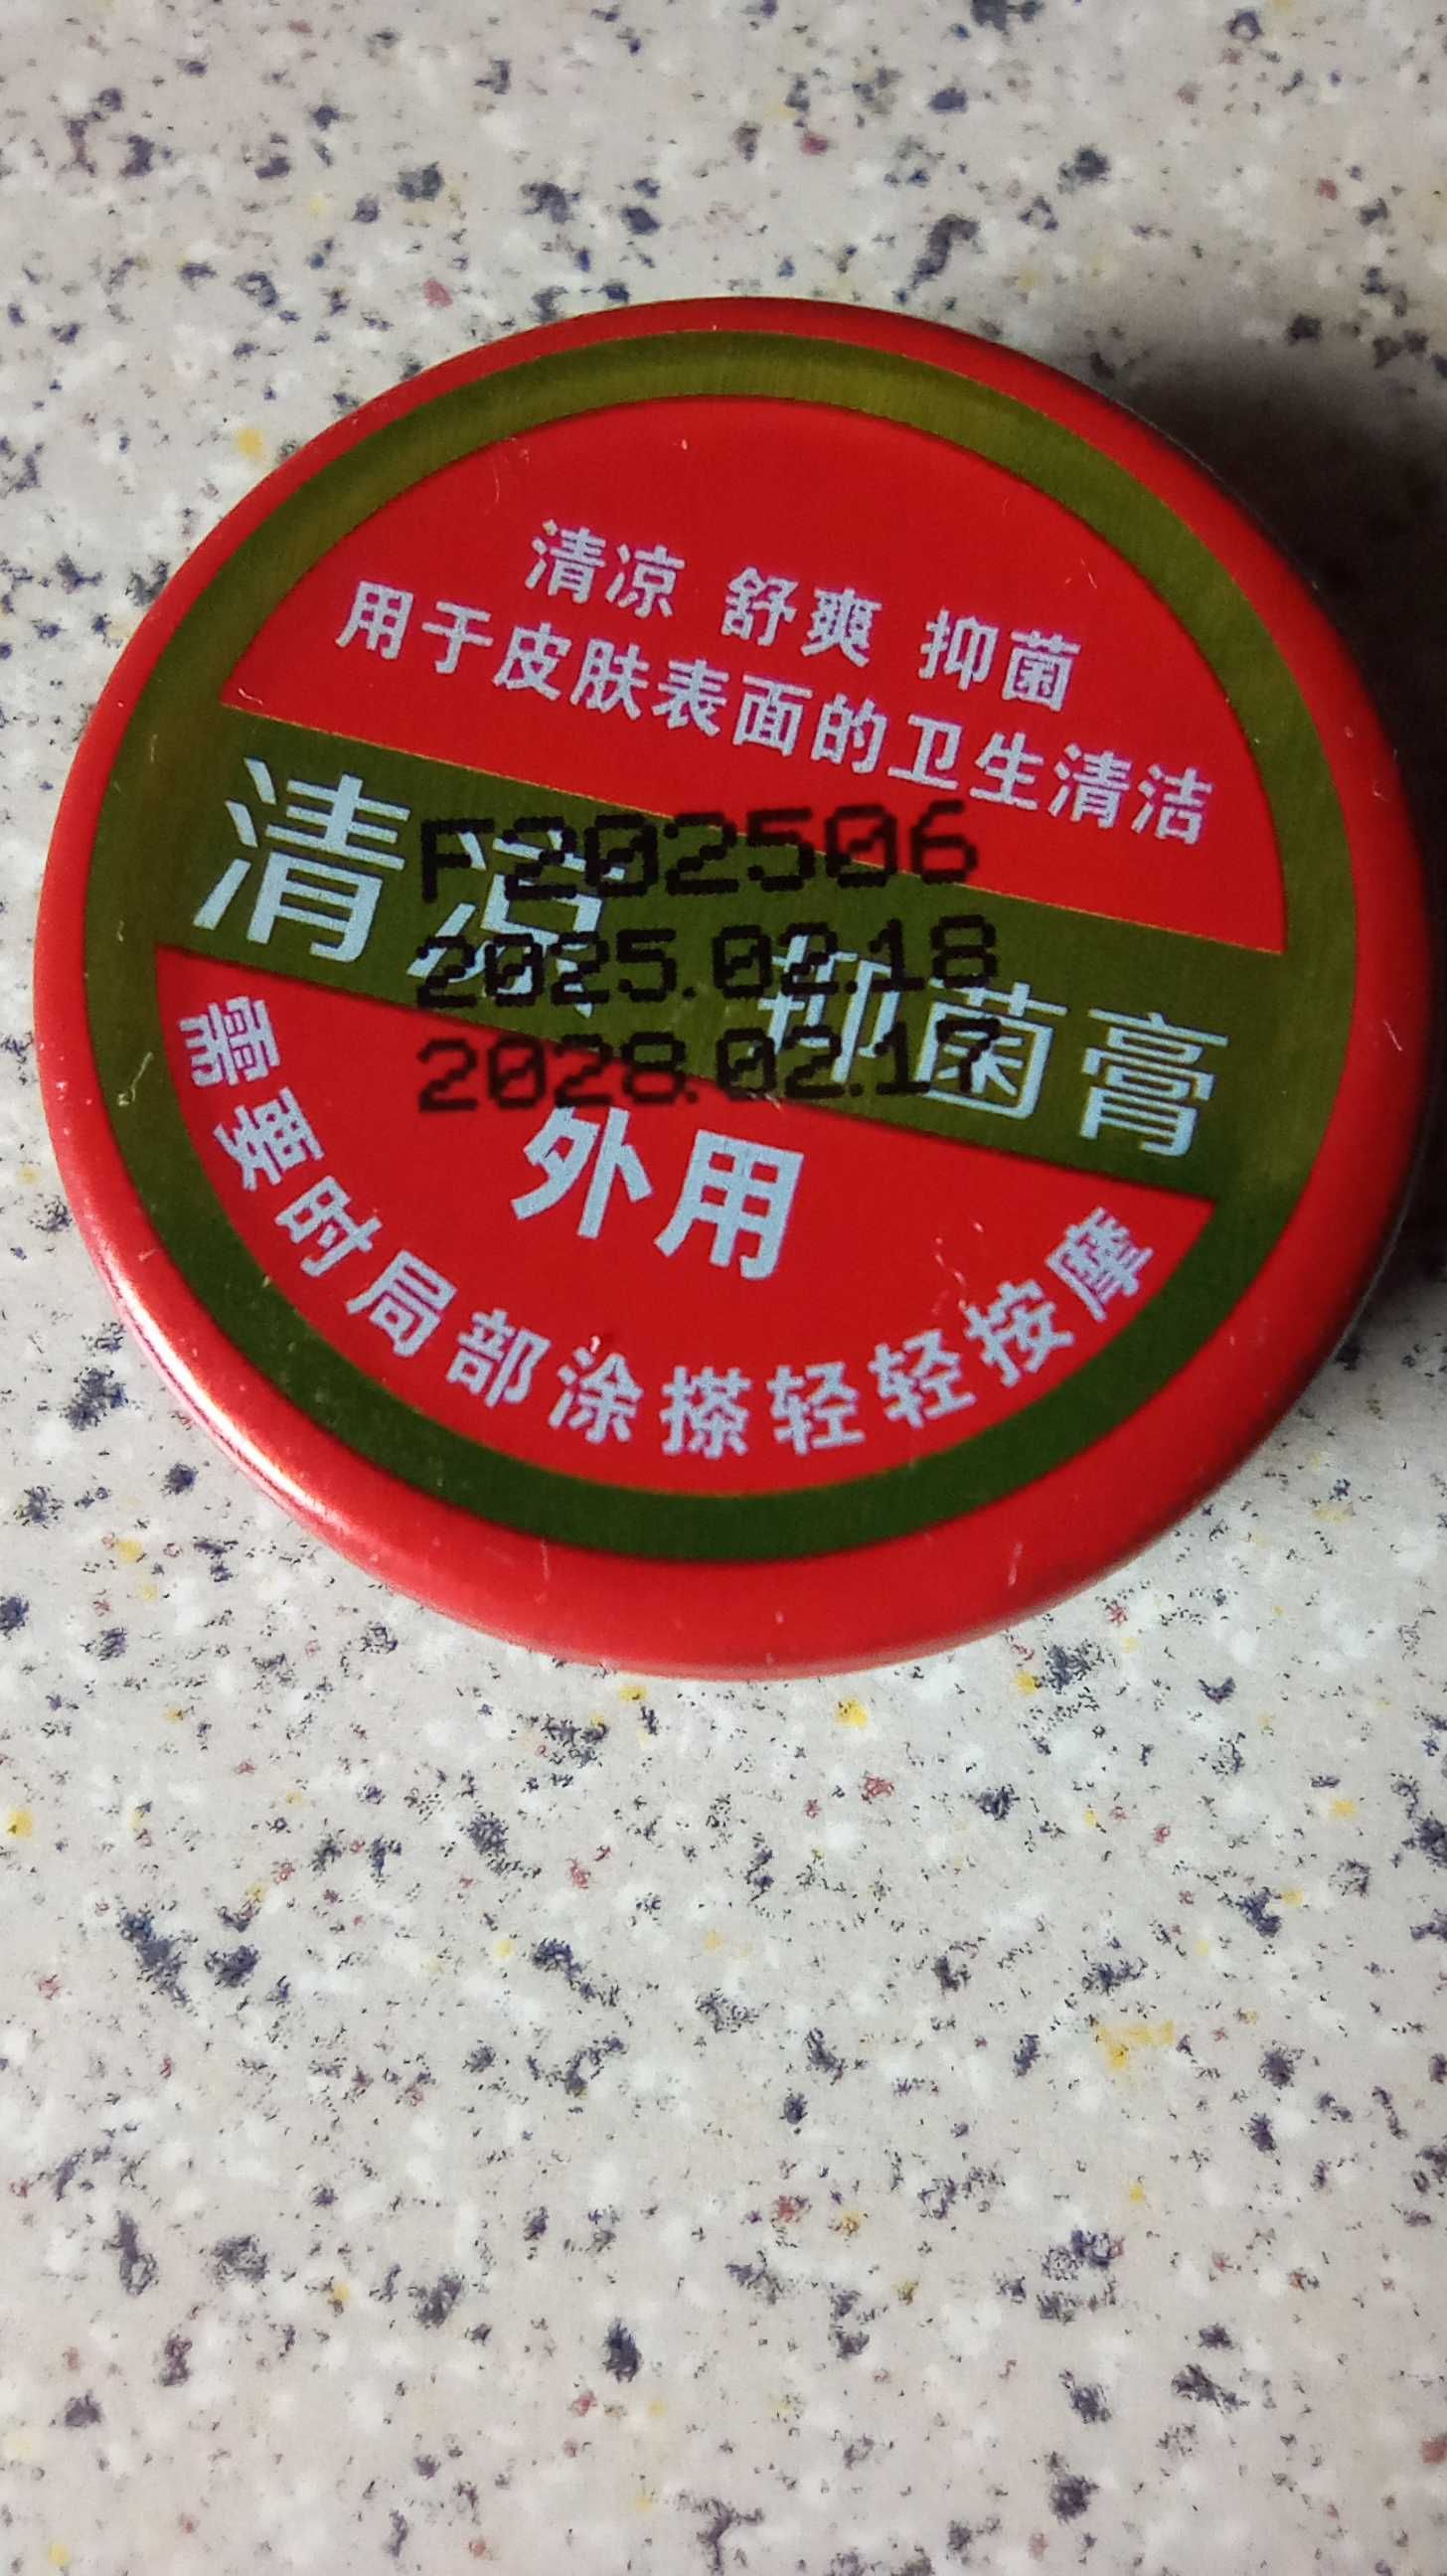 清凉 舒爽 抑菌
用于皮肤表面的卫生清洁
清凉 抑菌膏
F202506
2025.02.18
2028.02.17
外用
需要时局部涂搽轻轻按摩